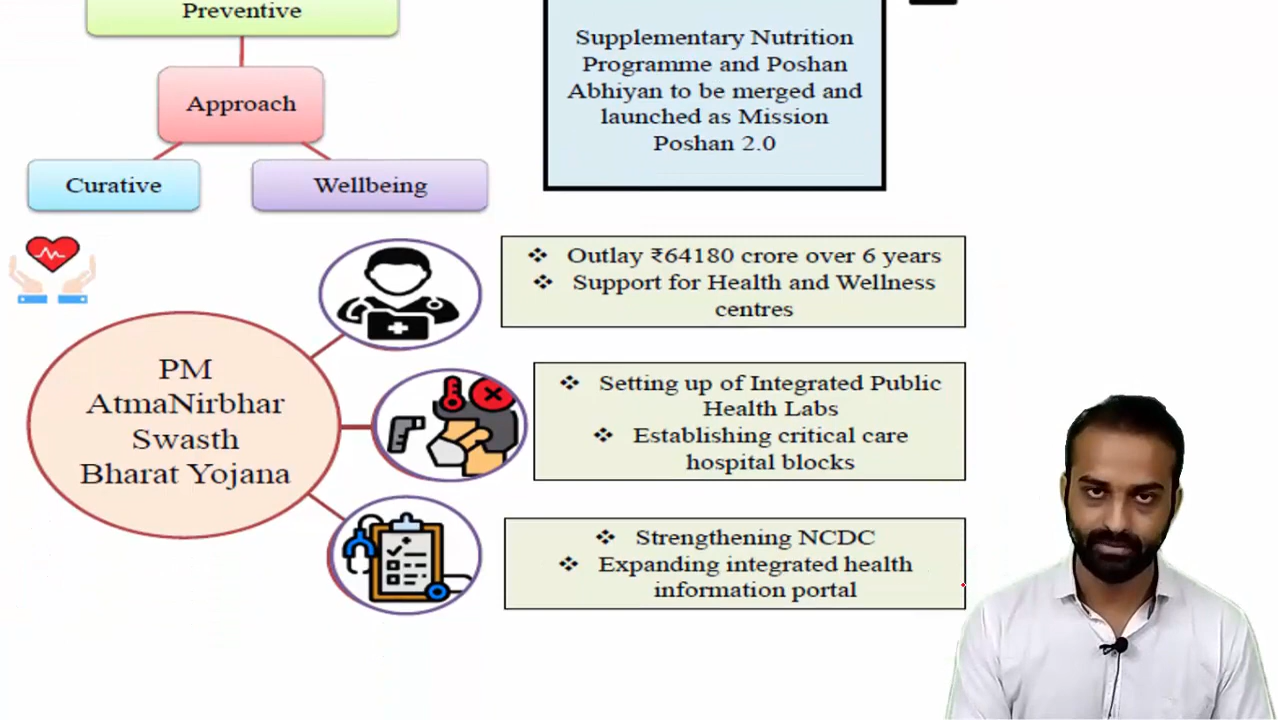 Preventive
Approach
Curative
Wellbeing
Supplementary Nutrition
Programme and Poshan
Abhiyan to be merged and
launched as Mission
Poshan 2.0
PM
AtmaNirbhar
Swasth
Bharat Yojana
❖ Outlay ₹64180 crore over 6 years
❖ Support for Health and Wellness
centres
❖ Setting up of Integrated Public
Health Labs
❖ Establishing critical care
hospital blocks
❖ Strengthening NCDC
❖ Expanding integrated health
information portal